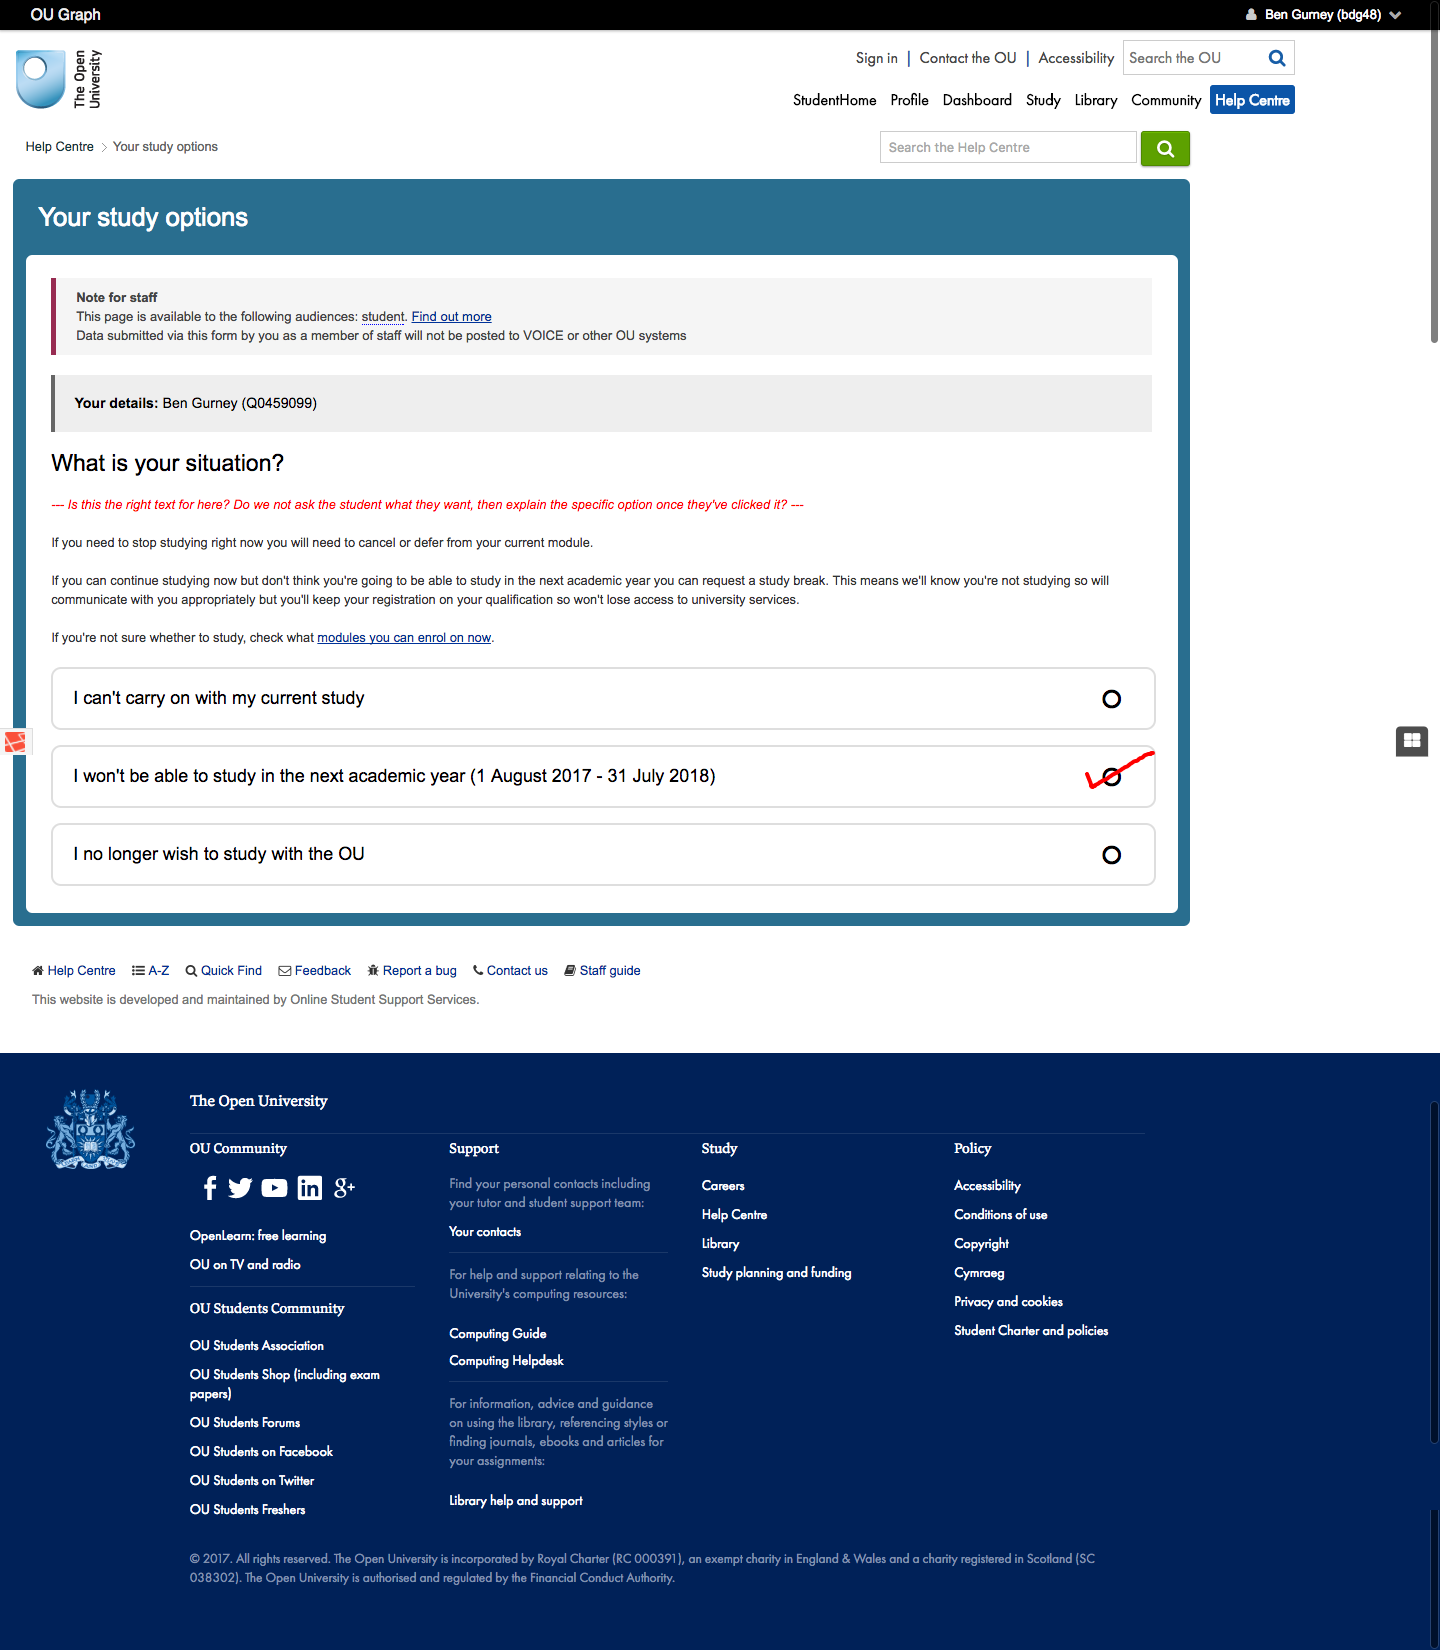 OU Graph
Ben Gurney (bdg48)
The Open
University
Sign in | Contact the OU | Accessibility
Search the OU
StudentHome Profile Dashboard Study Library Community Help Centre
Help Centre > Your study options
Search the Help Centre
Your study options
Note for staff
This page is available to the following audiences: student. Find out more
Data submitted via this form by you as a member of staff will not be posted to VOICE or other OU systems
Your details: Ben Gurney (Q0459099)
What is your situation?
--- Is this the right text for here? Do we not ask the student what they want, then explain the specific option once they've clicked it? ---
If you need to stop studying right now you will need to cancel or defer from your current module.
If you can continue studying now but don't think you're going to be able to study in the next academic year you can request a study break. This means we'll know you're not studying so will
communicate with you appropriately but you'll keep your registration on your qualification so won't lose access to university services.
If you're not sure whether to study, check what modules you can enrol on now.
I can't carry on with my current study
I won't be able to study in the next academic year (1 August 2017 - 31 July 2018)
I no longer wish to study with the OU
Help Centre A-Z Quick Find Feedback Report a bug Contact us Staff guide
This website is developed and maintained by Online Student Support Services.
The Open University
OU Community
g+
OpenLearn: free learning
OU on TV and radio
OU Students Community
OU Students Association
OU Students Shop (including exam
papers)
OU Students Forums
OU Students on Facebook
OU Students on Twitter
OU Students Freshers
Support
Find your personal contacts including
your tutor and student support team:
Your contacts
For help and support relating to the
University's computing resources:
Computing Guide
Computing Helpdesk
For information, advice and guidance
on using the library, referencing styles or
finding journals, ebooks and articles for
your assignments:
Library help and support
Study
Careers
Help Centre
Library
Study planning and funding
Policy
Accessibility
Conditions of use
Copyright
Cymraeg
Privacy and cookies
Student Charter and policies
© 2017. All rights reserved. The Open University is incorporated by Royal Charter (RC 000391), an exempt charity in England & Wales and a charity registered in Scotland (SC
038302). The Open University is authorised and regulated by the Financial Conduct Authority.